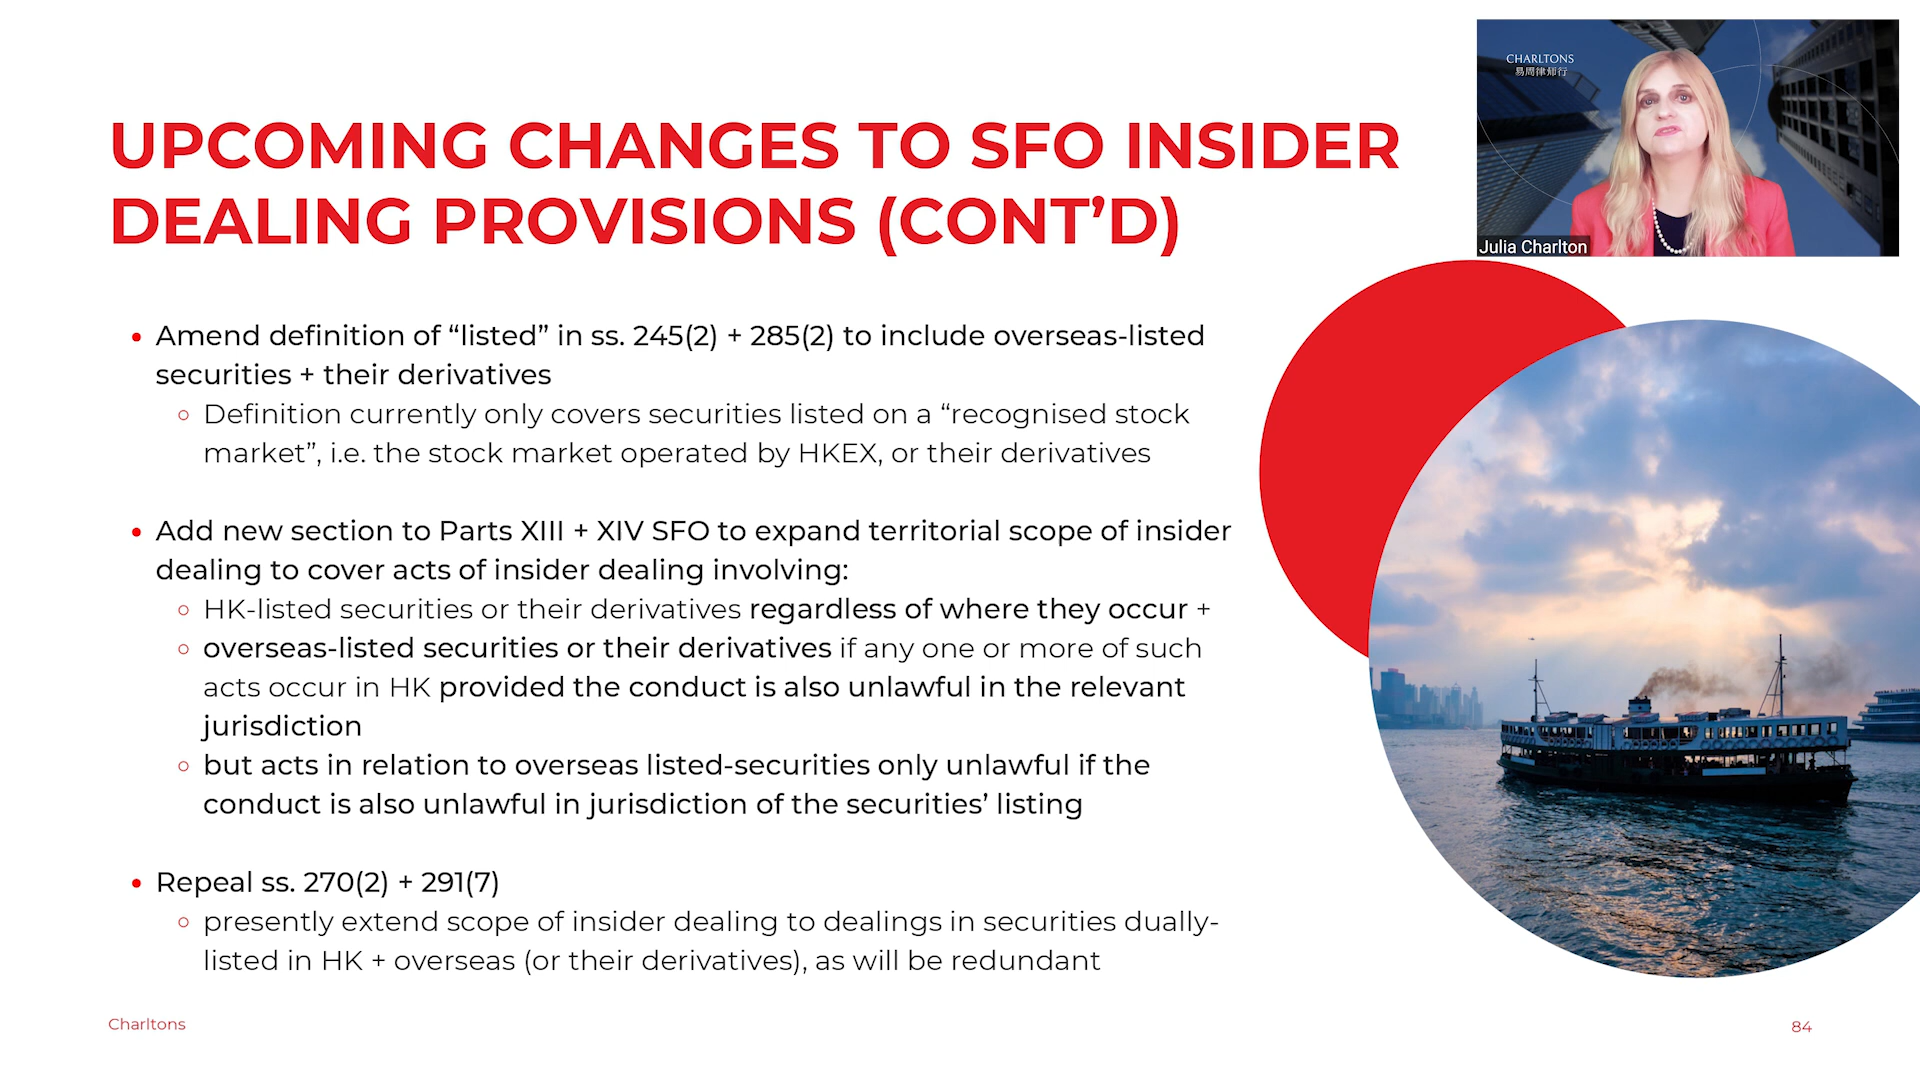 CHARLTONS
易周律师行
Julia Charlton
UPCOMING CHANGES TO SFO INSIDER
DEALING PROVISIONS (CONT’D)
• Amend definition of “listed” in ss. 245(2) + 285(2) to include overseas-listed
securities + their derivatives
○ Definition currently only covers securities listed on a “recognised stock
market”, i.e. the stock market operated by HKEX, or their derivatives
• Add new section to Parts XIII + XIV SFO to expand territorial scope of insider
dealing to cover acts of insider dealing involving:
○ HK-listed securities or their derivatives regardless of where they occur +
○ overseas-listed securities or their derivatives if any one or more of such
acts occur in HK provided the conduct is also unlawful in the relevant
jurisdiction
○ but acts in relation to overseas listed-securities only unlawful if the
conduct is also unlawful in jurisdiction of the securities’ listing
• Repeal ss. 270(2) + 291(7)
○ presently extend scope of insider dealing to dealings in securities dually-
listed in HK + overseas (or their derivatives), as will be redundant
Charltons
84